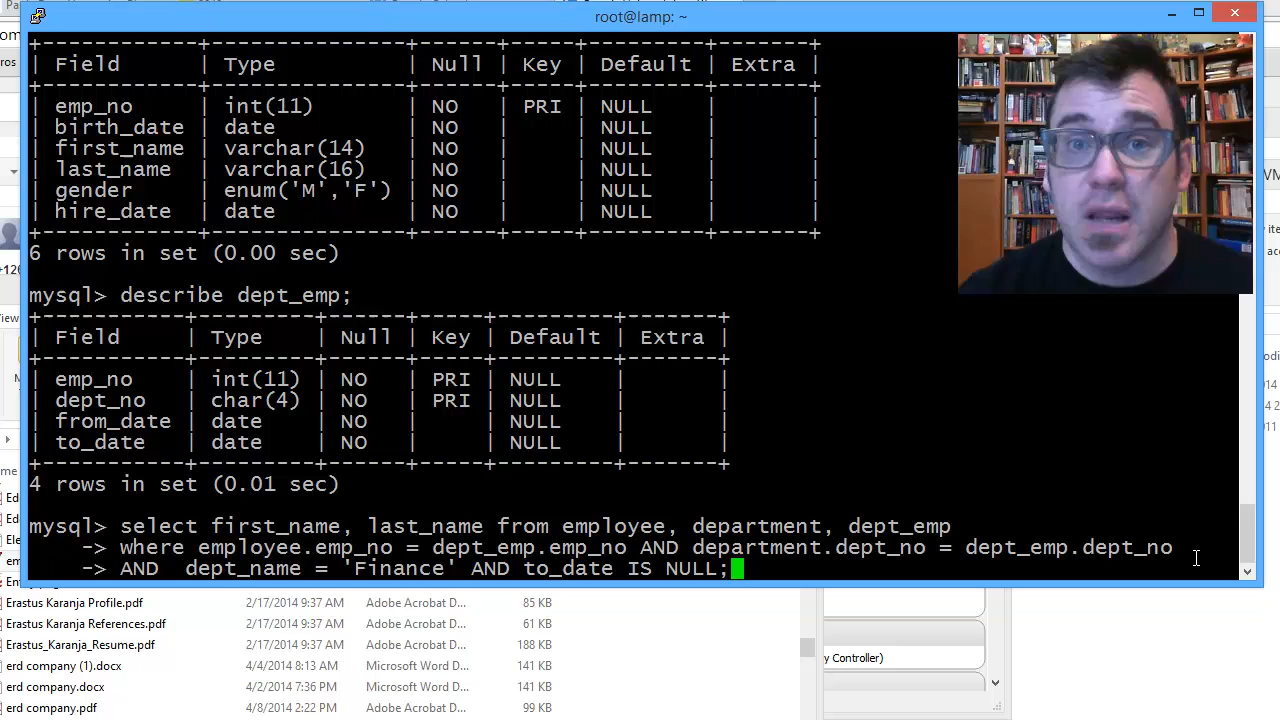 root@lamp: ~
+-----------+---------------+------+-----+---------+-------+
| Field | Type | Null | Key | Default | Extra |
+-----------+---------------+------+-----+---------+-------+
| emp_no | int(11) | NO | PRI | NULL | |
| birth_date | date | NO | | NULL | |
| first_name | varchar(14) | NO | | NULL | |
| last_name | varchar(16) | NO | | NULL | |
| gender | enum('M','F') | NO | | NULL | |
| hire_date | date | NO | | NULL | |
+-----------+---------------+------+-----+---------+-------+
6 rows in set (0.00 sec)
mysql> describe dept_emp;
+-----------+---------+------+-----+---------+-------+
| Field | Type | Null | Key | Default | Extra |
+-----------+---------+------+-----+---------+-------+
| emp_no | int(11) | NO | PRI | NULL | |
| dept_no | char(4) | NO | PRI | NULL | |
| from_date | date | NO | | NULL | |
| to_date | date | NO | | NULL | |
+-----------+---------+------+-----+---------+-------+
4 rows in set (0.01 sec)
mysql> select first_name, last_name from employee, department, dept_emp
-> where employee.emp_no = dept_emp.emp_no AND department.dept_no = dept_emp.dept_no
-> AND dept_name = 'Finance' AND to_date IS NULL;
Erastus Karanja Profile.pdf 2/17/2014 9:37 AM Adobe Acrobat D... 85 KB
Erastus Karanja References.pdf 2/17/2014 9:37 AM Adobe Acrobat D... 61 KB
Erastus_Karanja_Resume.pdf 2/17/2014 9:37 AM Adobe Acrobat D... 188 KB
erd company (1).docx 4/4/2014 8:13 AM Microsoft Word D... 141 KB
erd company.docx 4/2/2014 7:36 PM Microsoft Word D... 141 KB
erd company.pdf 4/8/2014 2:22 PM Adobe Acrobat D... 99 KB
y Controller)